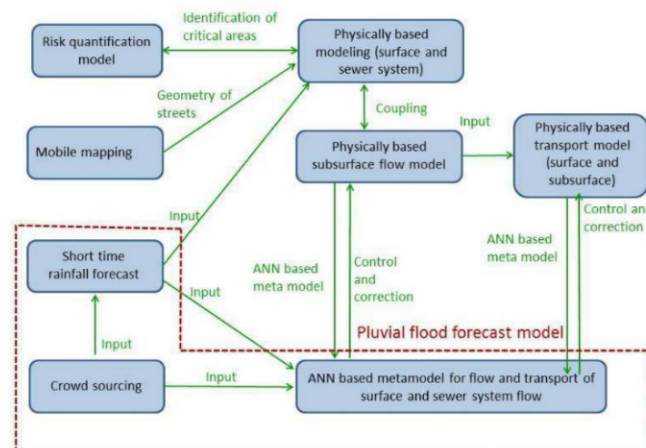 Identification of
critical areas
Risk quantification
model
Physically based
modeling (surface and
sewer system)
Geometry of
streets
Coupling
Mobile mapping
Physically based
subsurface flow model
Input
Physically based
transport model
(surface and
subsurface)
Input
Control and
correction
Short time
rainfall forecast
ANN based
meta model
Control
and
correction
ANN based
meta model
Input
Pluvial flood forecast model
Input
Crowd sourcing
Input
ANN based metamodel for flow and transport of
surface and sewer system flow